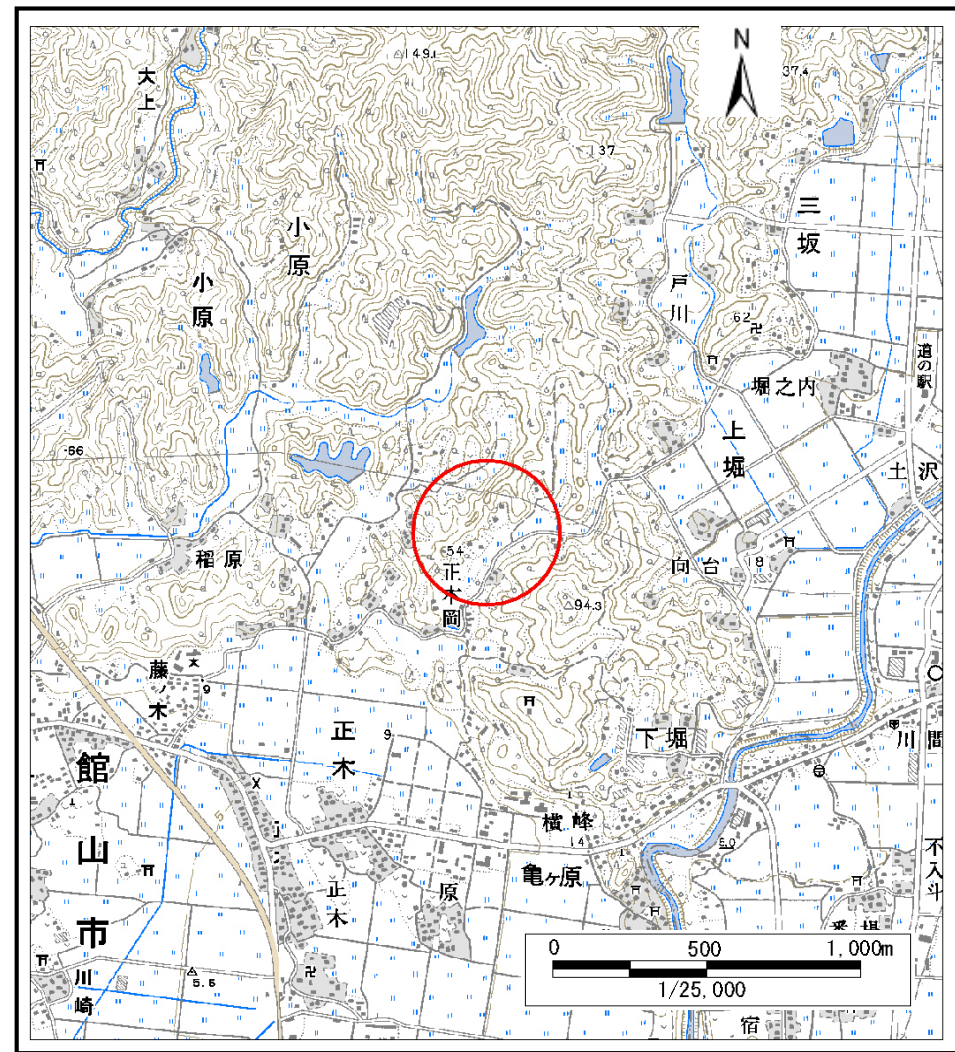 N
大上
149.1
37.4
137
三坂
小原
小原
戸川
62
道の駅
堀之内
上堀
土沢
66
稲原
54
正木岡
94.3
向台
18
藤ノ木
9
正木
9
下堀
川間
館山市
横峰
14
5.0
亀ヶ原
不入斗
正木
原
5
川崎
5.6
0 500 1,000m
1/25,000
宿